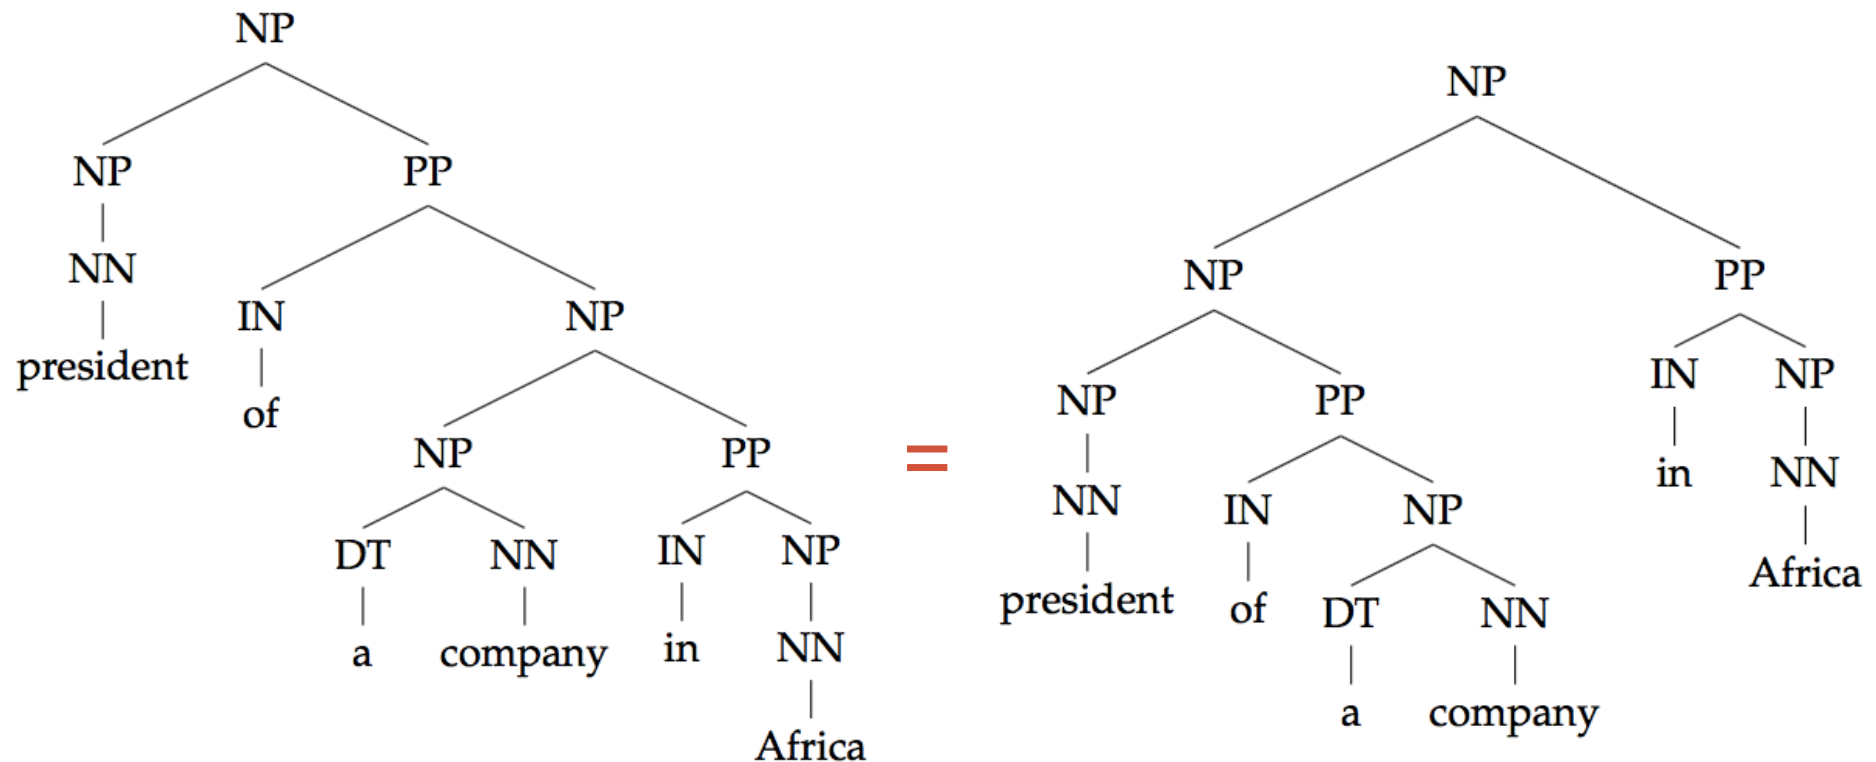 NP
NP PP
NN
IN NP
president
of
NP PP
DT NN IN NP
a company in NN
Africa
=
NP
NP PP
NP PP IN NP
NN IN NP in NN
president of DT NN Africa
a company